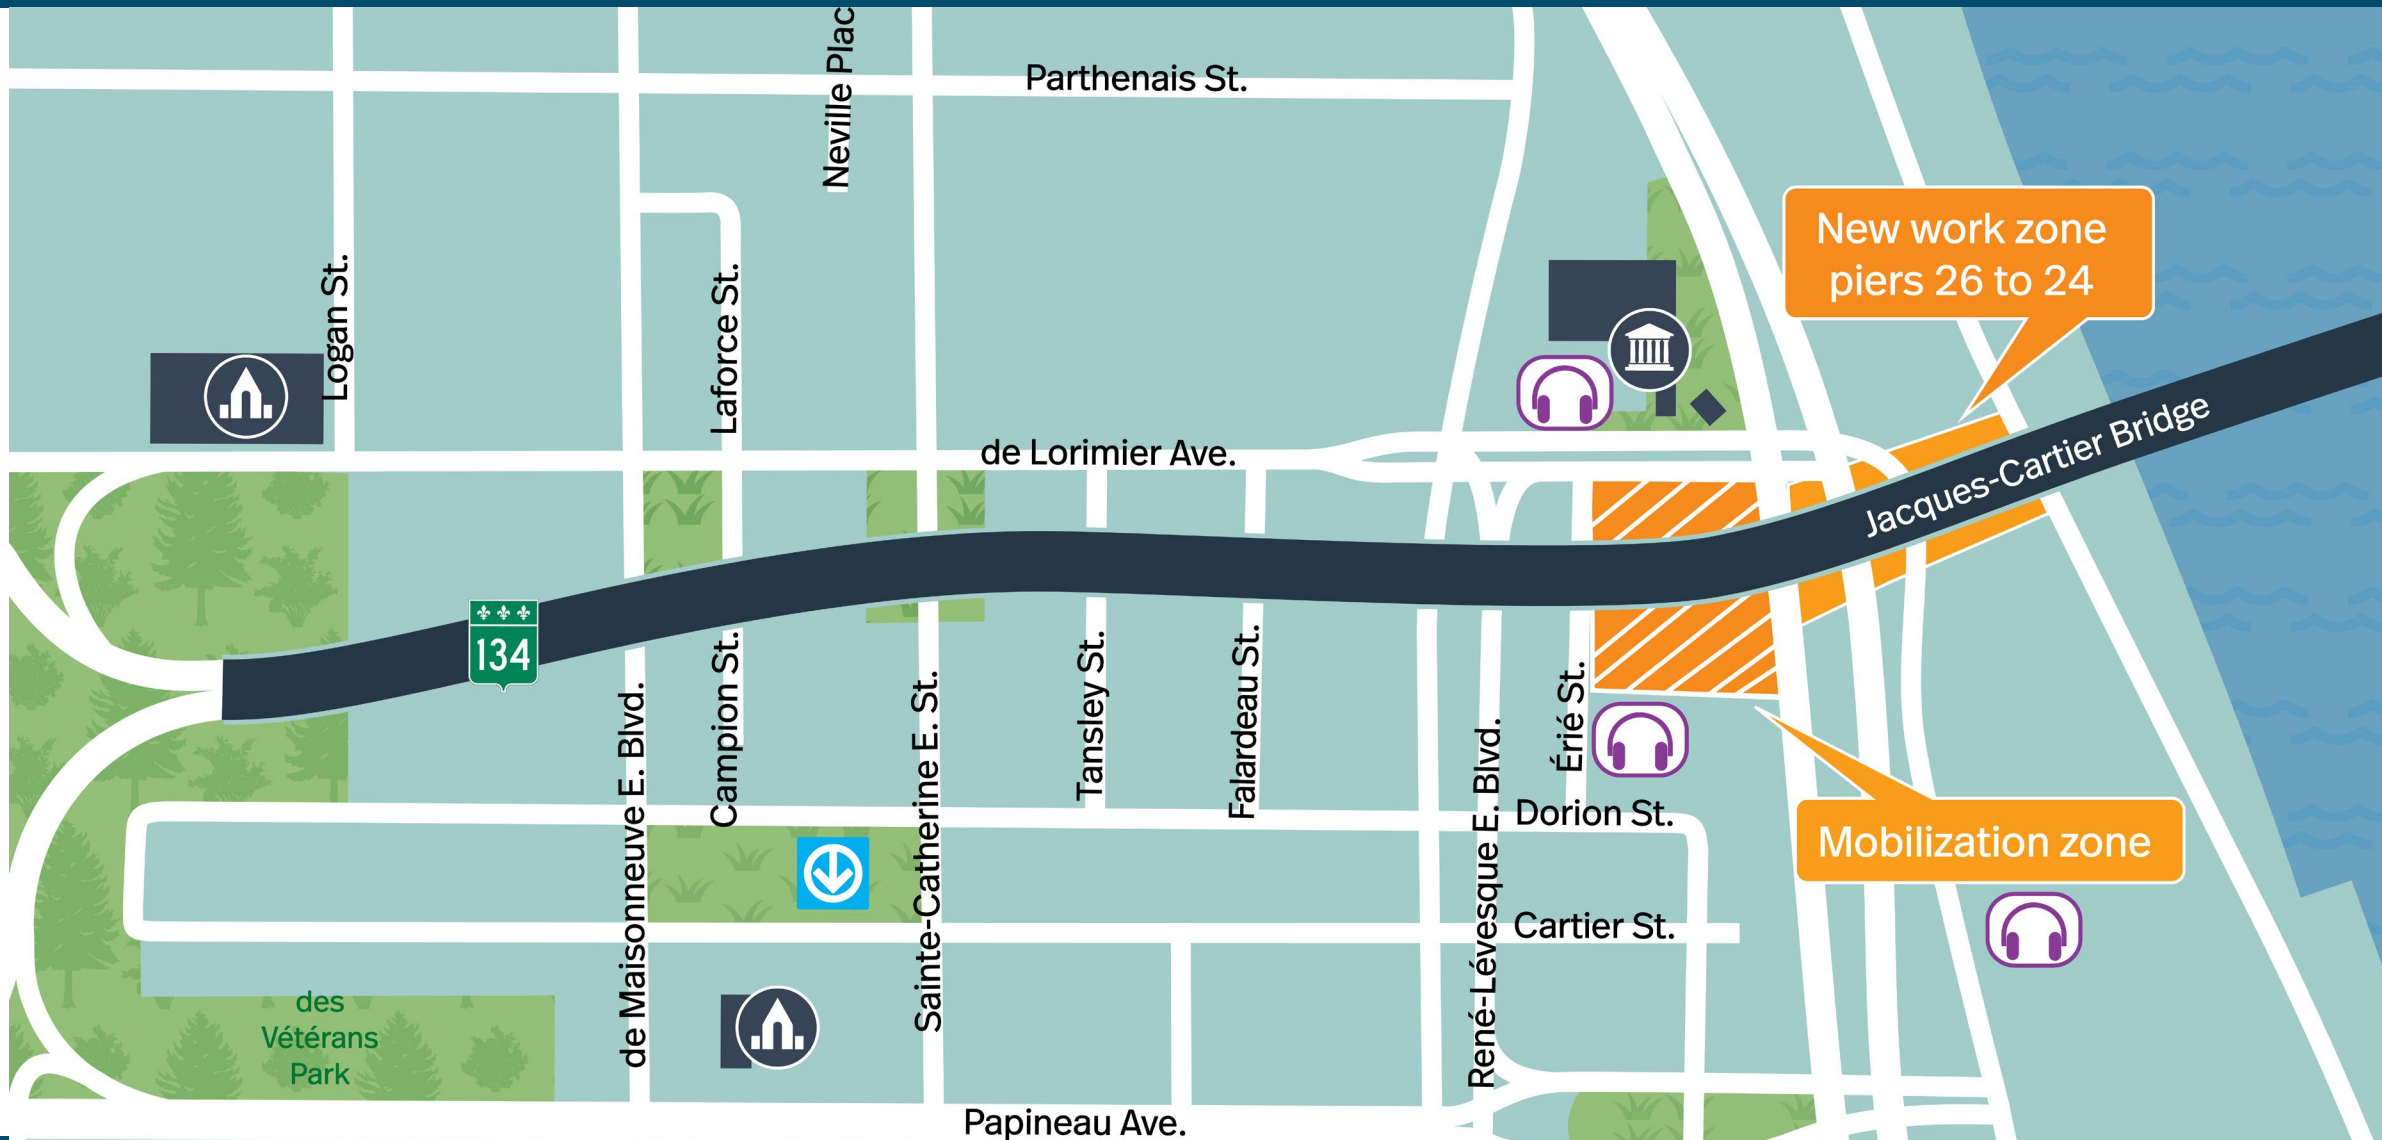 Neville Plac
Parthenais St.
New work zone
piers 26 to 24
Logan St.
Laforce St.
de Lorimier Ave.
Jacques-Cartier Bridge
134
de Maisonneuve E. Blvd.
Campion St.
Sainte-Catherine E. St.
Tansley St.
Falardeau St.
René-Lévesque E. Blvd.
Érié St.
Dorion St.
Mobilization zone
Cartier St.
des
Vétérans
Park
Papineau Ave.